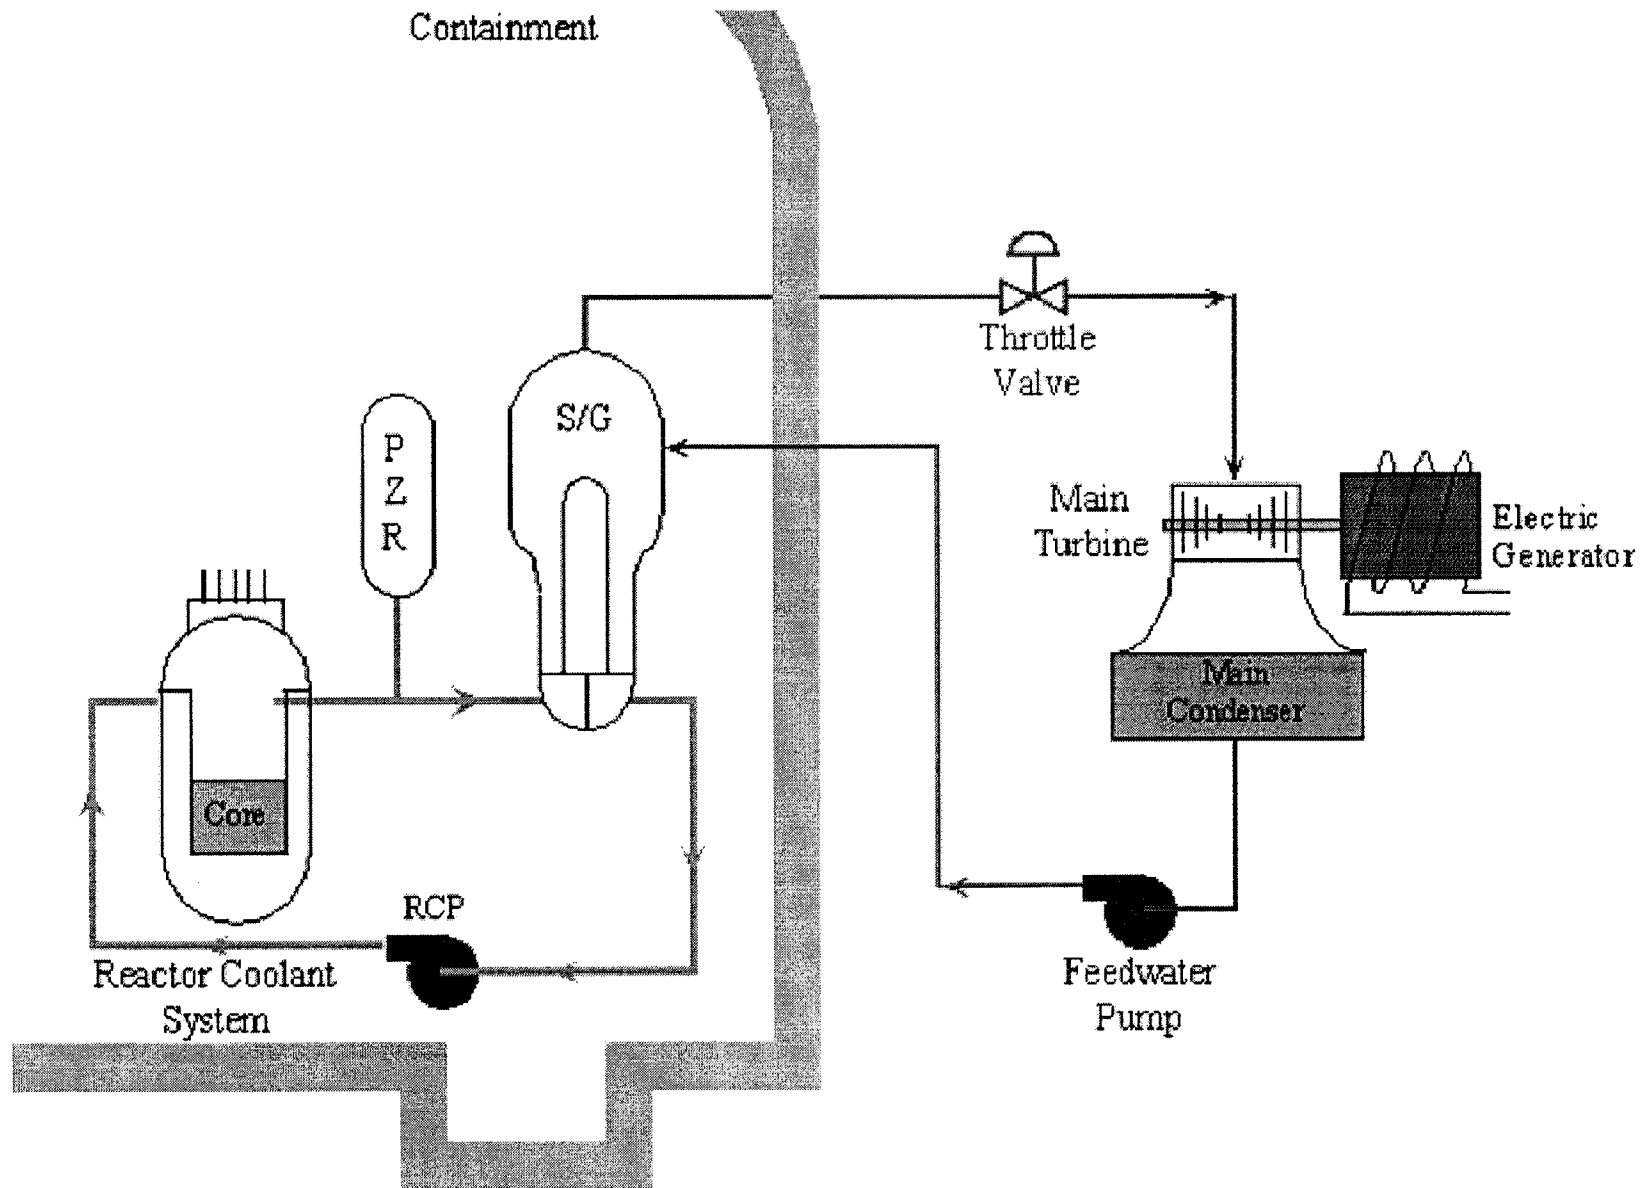 Containment
Throttle
Valve
S/G
P
Z
R
Main
Turbine
Electric
Generator
Main
Condenser
Core
RCP
Reactor Coolant
System
Feedwater
Pump